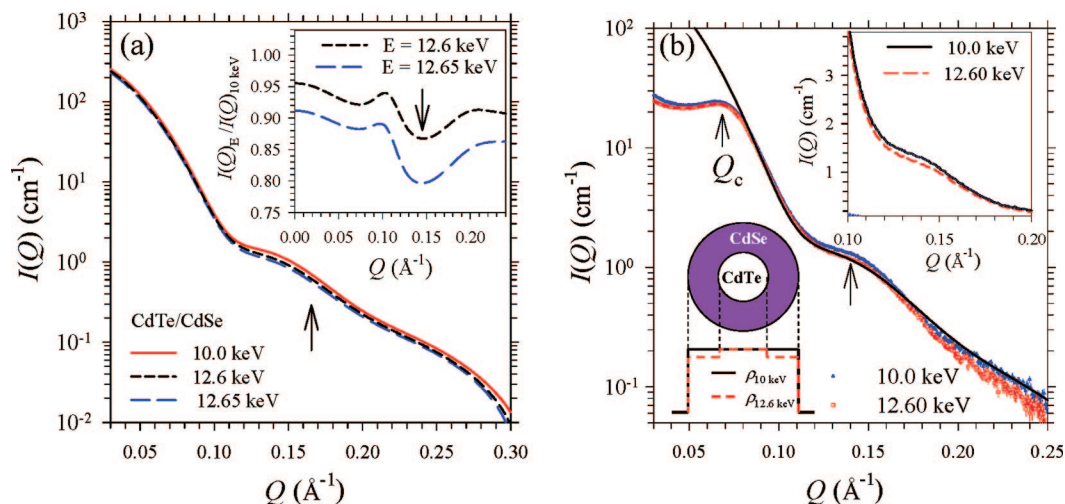 (a)
I(Q) (cm⁻¹)
10³
10²
10¹
10⁰
10⁻¹
10⁻²
0.05 0.10 0.15 0.20 0.25 0.30
Q (Å⁻¹)
CdTe/CdSe
10.0 keV
12.6 keV
12.65 keV
E = 12.6 keV
E = 12.65 keV
I(Q)E /I(Q)10 keV
1.00
0.95
0.90
0.85
0.80
0.75
0.00 0.05 0.10 0.15 0.20
Q (Å⁻¹)
(b)
I(Q) (cm⁻¹)
10²
10¹
10⁰
10⁻¹
0.05 0.10 0.15 0.20 0.25
Q (Å⁻¹)
Qc
CdSe
CdTe
ρ10 keV
ρ12.6 keV
10.0 keV
12.60 keV
10.0 keV
12.60 keV
I(Q) (cm⁻¹)
3
2
1
0.10 0.15 0.20
Q (Å⁻¹)